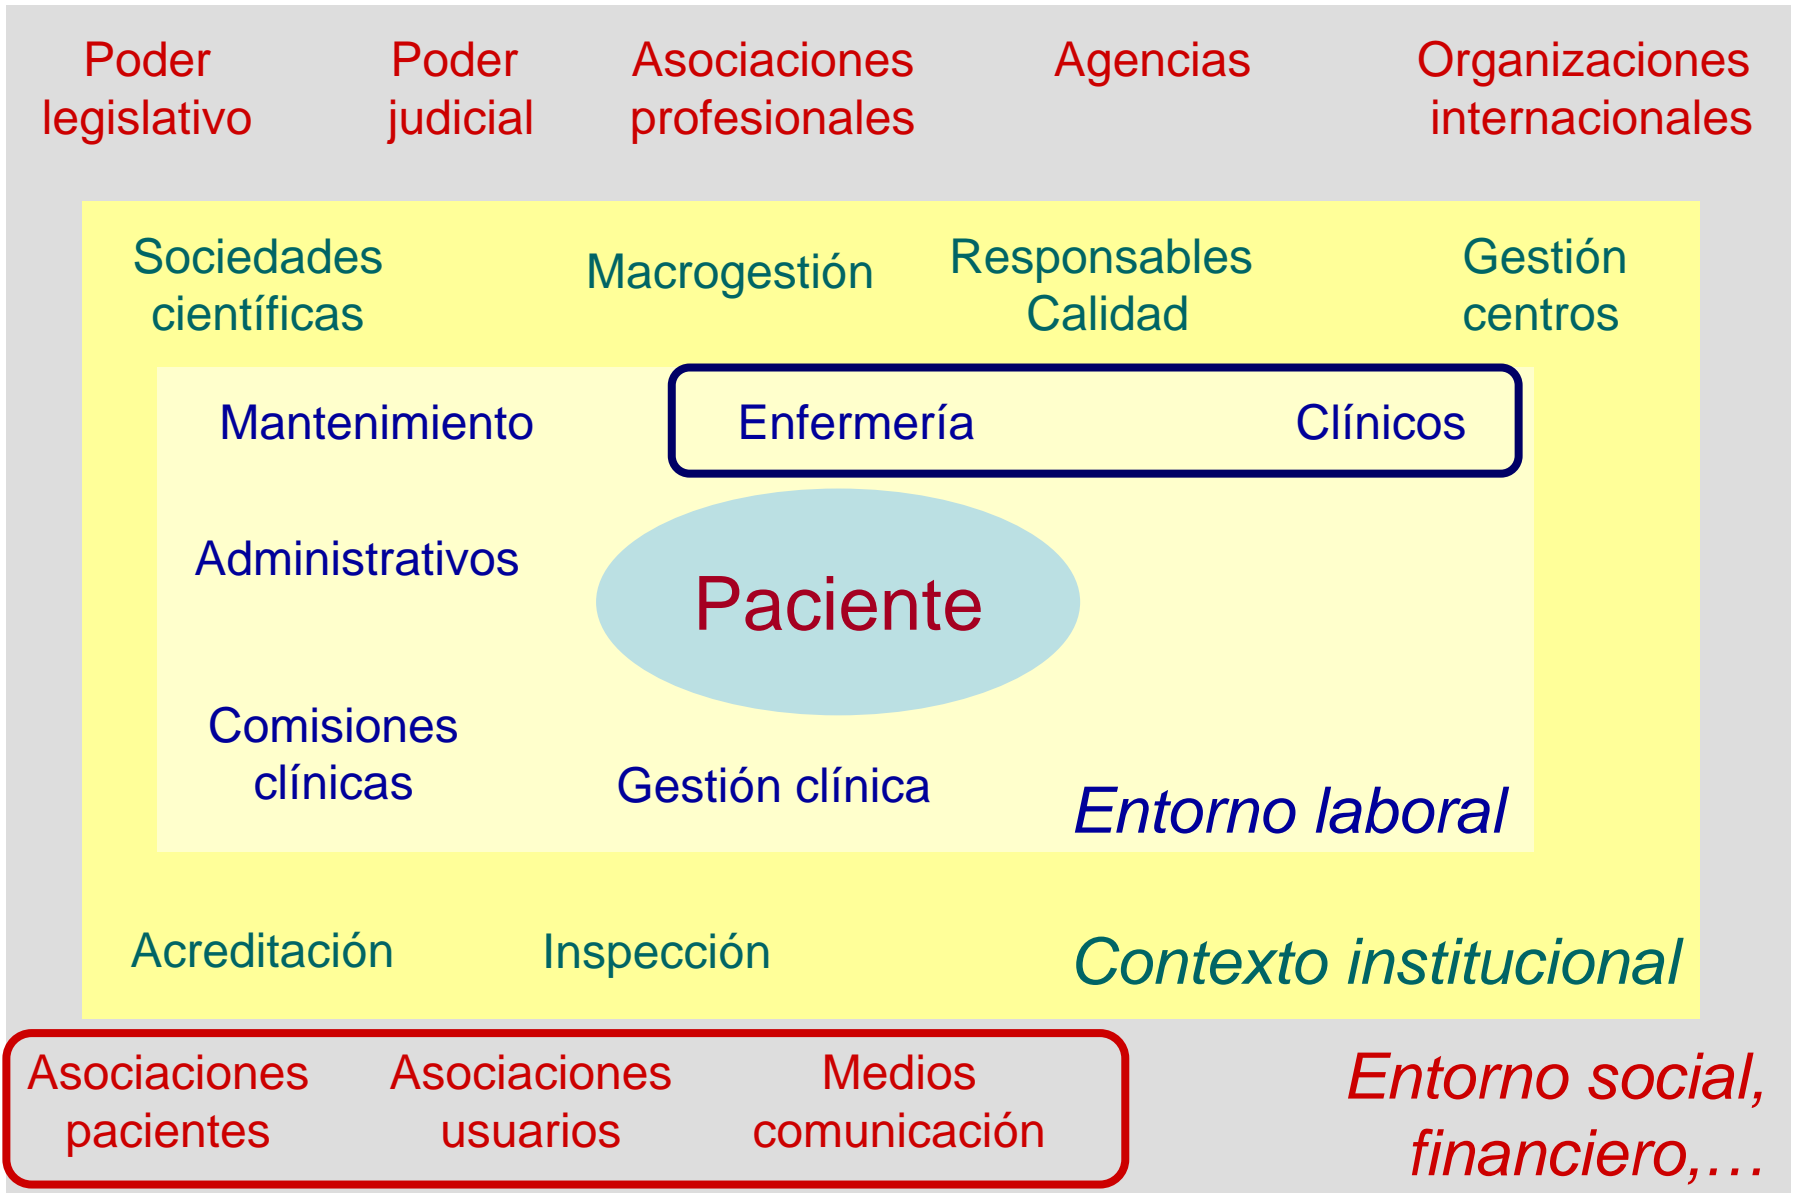 Poder
legislativo
Poder
judicial
Asociaciones
profesionales
Agencias
Organizaciones
internacionales
Sociedades
científicas
Macrogestión
Responsables
Calidad
Gestión
centros
Mantenimiento
Enfermería
Clínicos
Administrativos
Paciente
Comisiones
clínicas
Gestión clínica
Entorno laboral
Acreditación
Inspección
Contexto institucional
Asociaciones
pacientes
Asociaciones
usuarios
Medios
comunicación
Entorno social,
financiero,…